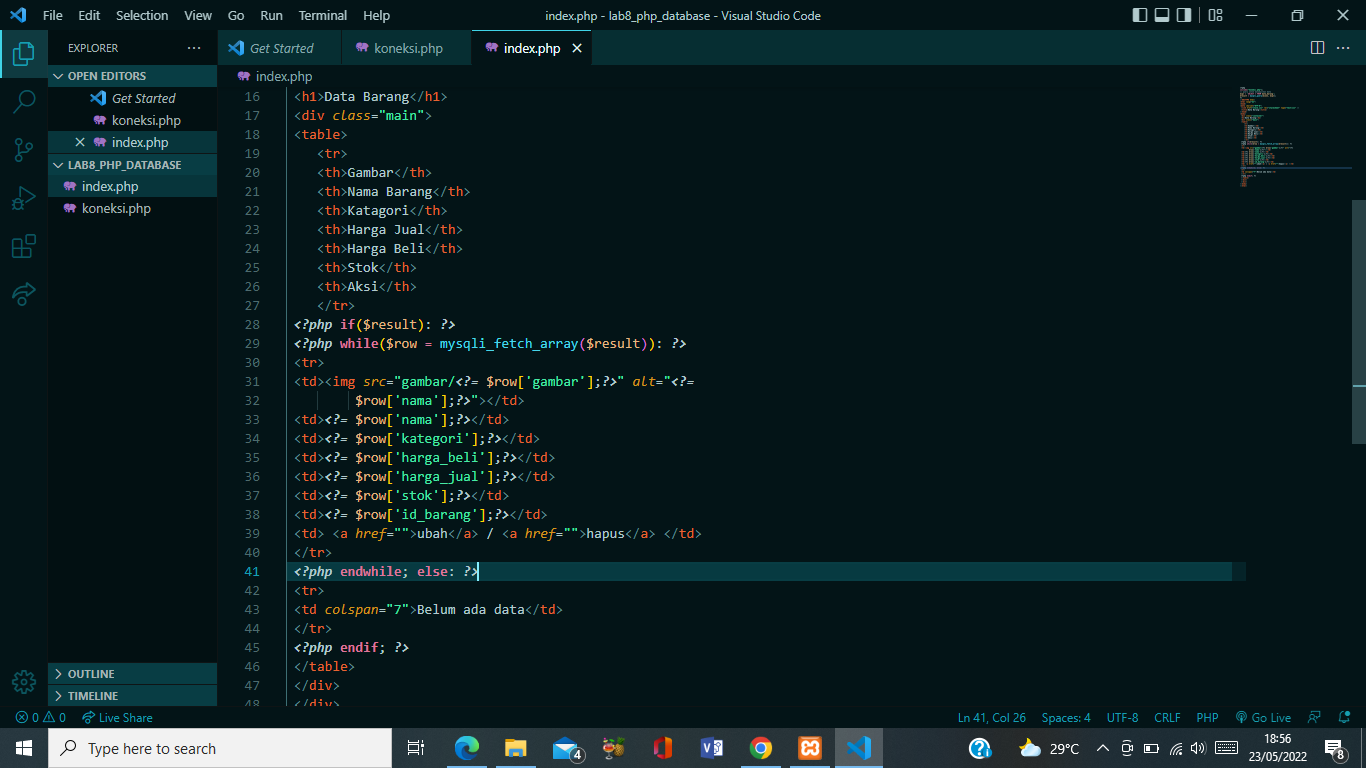 File Edit Selection View Go Run Terminal Help index.php - lab8_php_database - Visual Studio Code
EXPLORER
Get Started
koneksi.php
index.php
OPEN EDITORS
Get Started
koneksi.php
index.php
LAB8_PHP_DATABASE
index.php
koneksi.php
OUTLINE
TIMELINE
index.php
16 <h1>Data Barang</h1>
17 <div class="main">
18 <table>
19 <tr>
20 <th>Gambar</th>
21 <th>Nama Barang</th>
22 <th>Katagori</th>
23 <th>Harga Jual</th>
24 <th>Harga Beli</th>
25 <th>Stok</th>
26 <th>Aksi</th>
27 </tr>
28 <?php if($result): ?>
29 <?php while($row = mysqli_fetch_array($result)): ?>
30 <tr>
31 <td><img src="gambar/<?= $row['gambar'];?>" alt="<?=
32 $row['nama'];?>"></td>
33 <td><?= $row['nama'];?></td>
34 <td><?= $row['kategori'];?></td>
35 <td><?= $row['harga_beli'];?></td>
36 <td><?= $row['harga_jual'];?></td>
37 <td><?= $row['stok'];?></td>
38 <td><?= $row['id_barang'];?></td>
39 <td> <a href="">ubah</a> / <a href="">hapus</a> </td>
40 </tr>
41 <?php endwhile; else: ?>
42 <tr>
43 <td colspan="7">Belum ada data</td>
44 </tr>
45 <?php endif; ?>
46 </table>
47 </div>
48 </div>
0 0 Live Share Ln 41, Col 26 Spaces: 4 UTF-8 CRLF PHP Go Live
Type here to search
4
29°C
18:56
23/05/2022
8